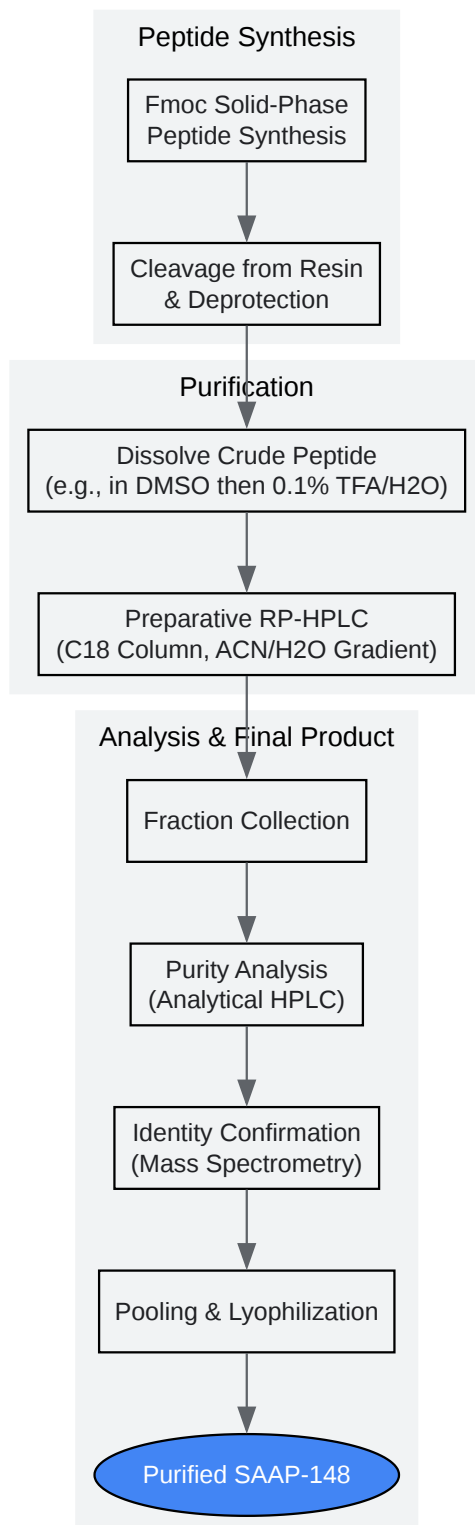 Peptide Synthesis
Fmoc Solid-Phase
Peptide Synthesis
Cleavage from Resin
& Deprotection
Purification
Dissolve Crude Peptide
(e.g., in DMSO then 0.1% TFA/H2O)
Preparative RP-HPLC
(C18 Column, ACN/H2O Gradient)
Analysis & Final Product
Fraction Collection
Purity Analysis
(Analytical HPLC)
Identity Confirmation
(Mass Spectrometry)
Pooling & Lyophilization
Purified SAAP-148